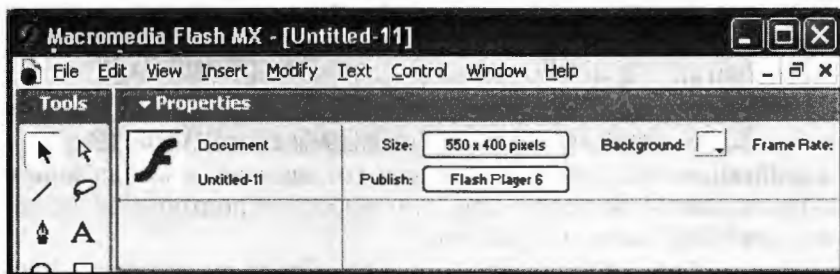 Macromedia Flash MX - [Untitled-11]
File Edit View Insert Modify Text Control Window Help
Tools Properties
Document Size: 550 x 400 pixels Background: Frame Rate:
Untitled-11 Publish: Flash Plager 6
A